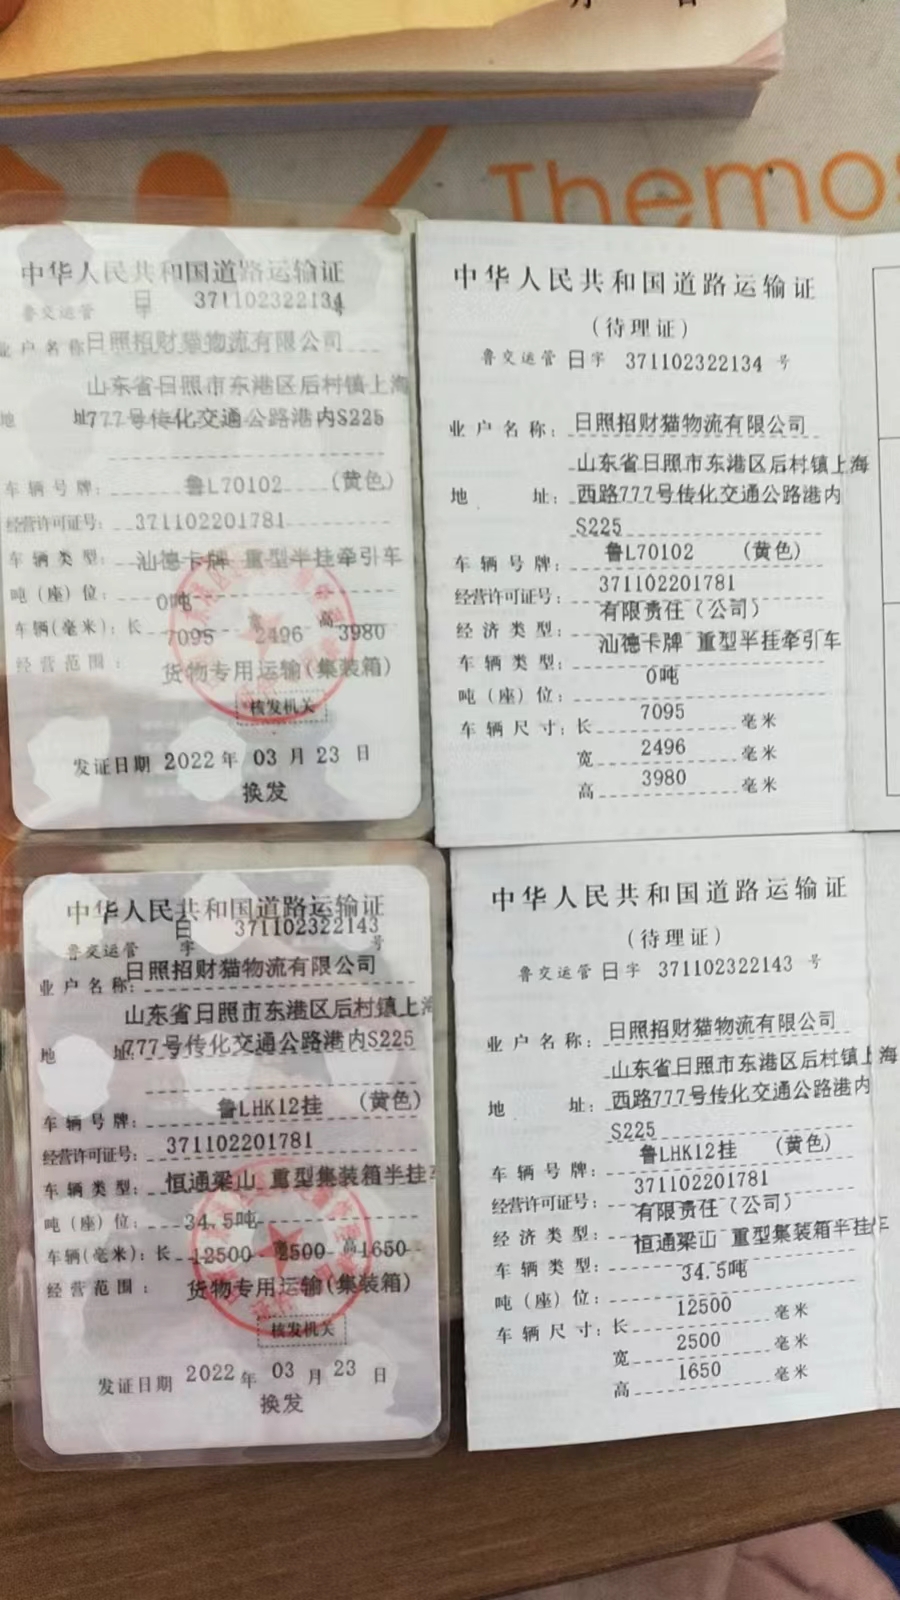 月 日
Themos
中华人民共和国道路运输证
鲁交运管 日字 371102322134 号
业户名称 日照招财猫物流有限公司
山东省日照市东港区后村镇上海
地 址 777号传化交通公路港内S225
车辆号牌: 鲁L70102 (黄色)
经营许可证号: 371102201781
车辆类型: 汕德卡牌 重型半挂牵引车
吨(座)位: 0吨
车辆(毫米): 长 7095 宽 2496 高 3980
经营范围: 货物专用运输(集装箱)
核发机关
发证日期 2022 年 03 月 23 日
换发
中华人民共和国道路运输证
(待理证)
鲁交运管 日字 371102322134 号
业户名称: 日照招财猫物流有限公司
山东省日照市东港区后村镇上海
地 址: 西路777号传化交通公路港内
S225
车辆号牌: 鲁L70102 (黄色)
经营许可证号: 371102201781
经济类型: 有限责任(公司)
车辆类型: 汕德卡牌 重型半挂牵引车
吨(座)位: 0吨
车辆尺寸: 长 7095 毫米
宽 2496 毫米
高 3980 毫米
中华人民共和国道路运输证
鲁交运管 日字 371102322143 号
业户名称: 日照招财猫物流有限公司
山东省日照市东港区后村镇上海
地 址 777号传化交通公路港内S225
车辆号牌: 鲁LHK12挂 (黄色)
经营许可证号: 371102201781
车辆类型: 恒通梁山 重型集装箱半挂车
吨(座)位: 34.5吨
车辆(毫米): 长 12500 宽 2500 高 1650
经营范围: 货物专用运输(集装箱)
核发机关
发证日期 2022 年 03 月 23 日
换发
中华人民共和国道路运输证
(待理证)
鲁交运管 日字 371102322143 号
业户名称: 日照招财猫物流有限公司
山东省日照市东港区后村镇上海
地 址: 西路777号传化交通公路港内
S225
车辆号牌: 鲁LHK12挂 (黄色)
经营许可证号: 371102201781
经济类型: 有限责任(公司)
车辆类型: 恒通梁山 重型集装箱半挂车
吨(座)位: 34.5吨
车辆尺寸: 长 12500 毫米
宽 2500 毫米
高 1650 毫米